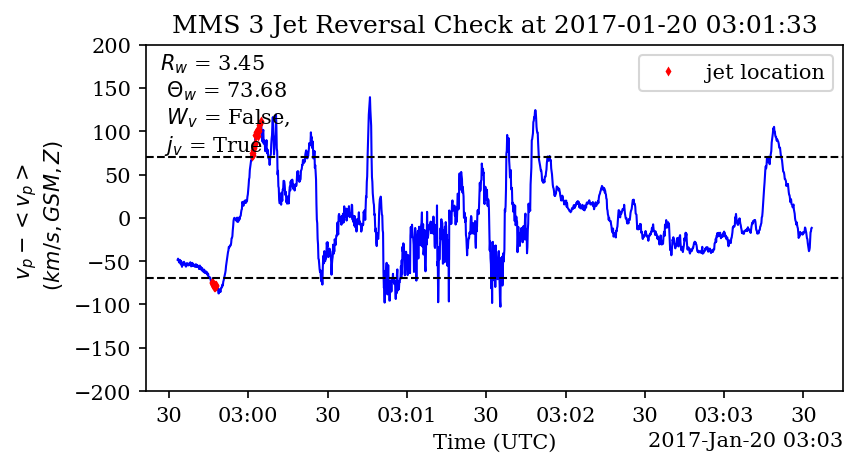 MMS 3 Jet Reversal Check at 2017-01-20 03:01:33
200
150
100
50
0
−50
−100
−150
−200
v_p − <v_p>
(km/s, GSM, Z)
R_w = 3.45
Θ_w = 73.68
W_v = False,
j_v = True
jet location
30 03:00 30 03:01 30 03:02 30 03:03 30
Time (UTC)
2017-Jan-20 03:03